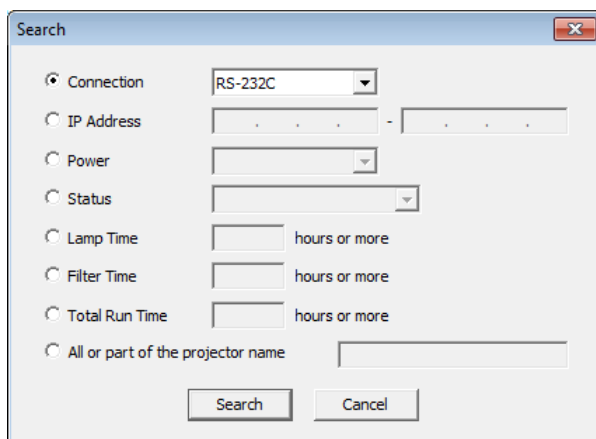 Search
Connection RS-232C
IP Address . . . - . . .
Power
Status
Lamp Time hours or more
Filter Time hours or more
Total Run Time hours or more
All or part of the projector name
Search Cancel